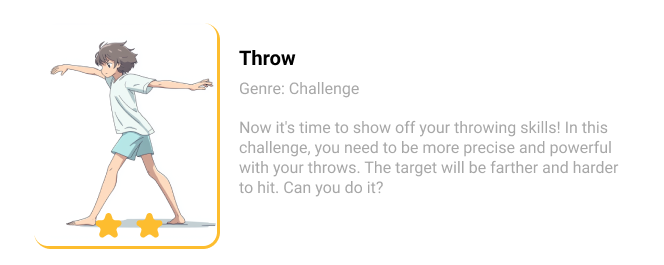 Throw
Genre: Challenge
Now it's time to show off your throwing skills! In this
challenge, you need to be more precise and powerful
with your throws. The target will be farther and harder
to hit. Can you do it?